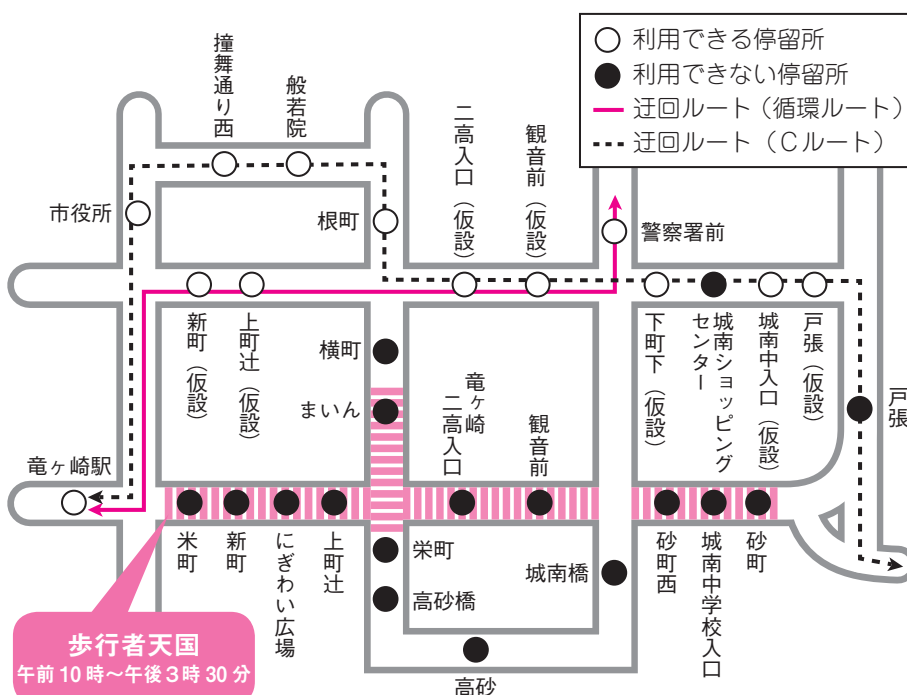 利用できる停留所
利用できない停留所
迂回ルート（循環ルート）
迂回ルート（Cルート）
撞舞通り西
般若院
二高入口（仮設）
観音前（仮設）
市役所
根町
警察署前
新町（仮設）
上町辻（仮設）
横町
まいん
竜ヶ崎
二高入口
観音前
下町下（仮設）
城南ショッピング
センター
城南中入口（仮設）
戸張（仮設）
戸張
竜ヶ崎駅
米町
新町
にぎわい広場
上町辻
栄町
高砂橋
城南橋
砂町西
城南中学校入口
砂町
高砂
歩行者天国
午前10時～午後3時30分